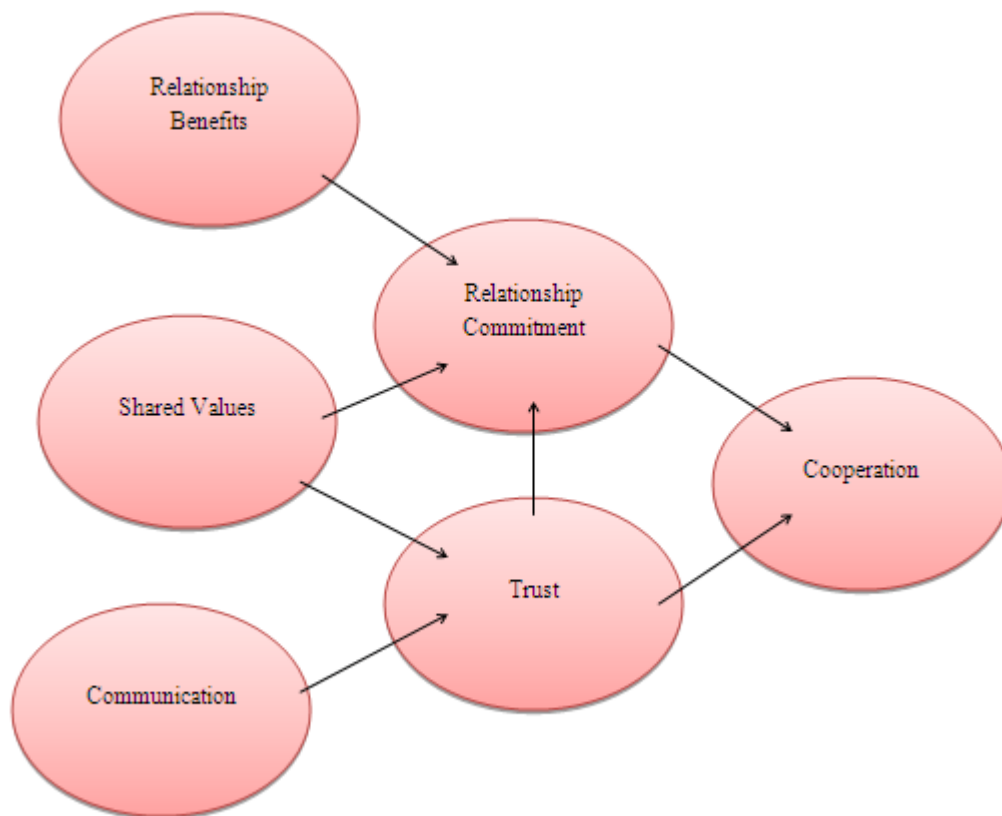 Relationship
Benefits
Relationship
Commitment
Shared Values
Cooperation
Trust
Communication